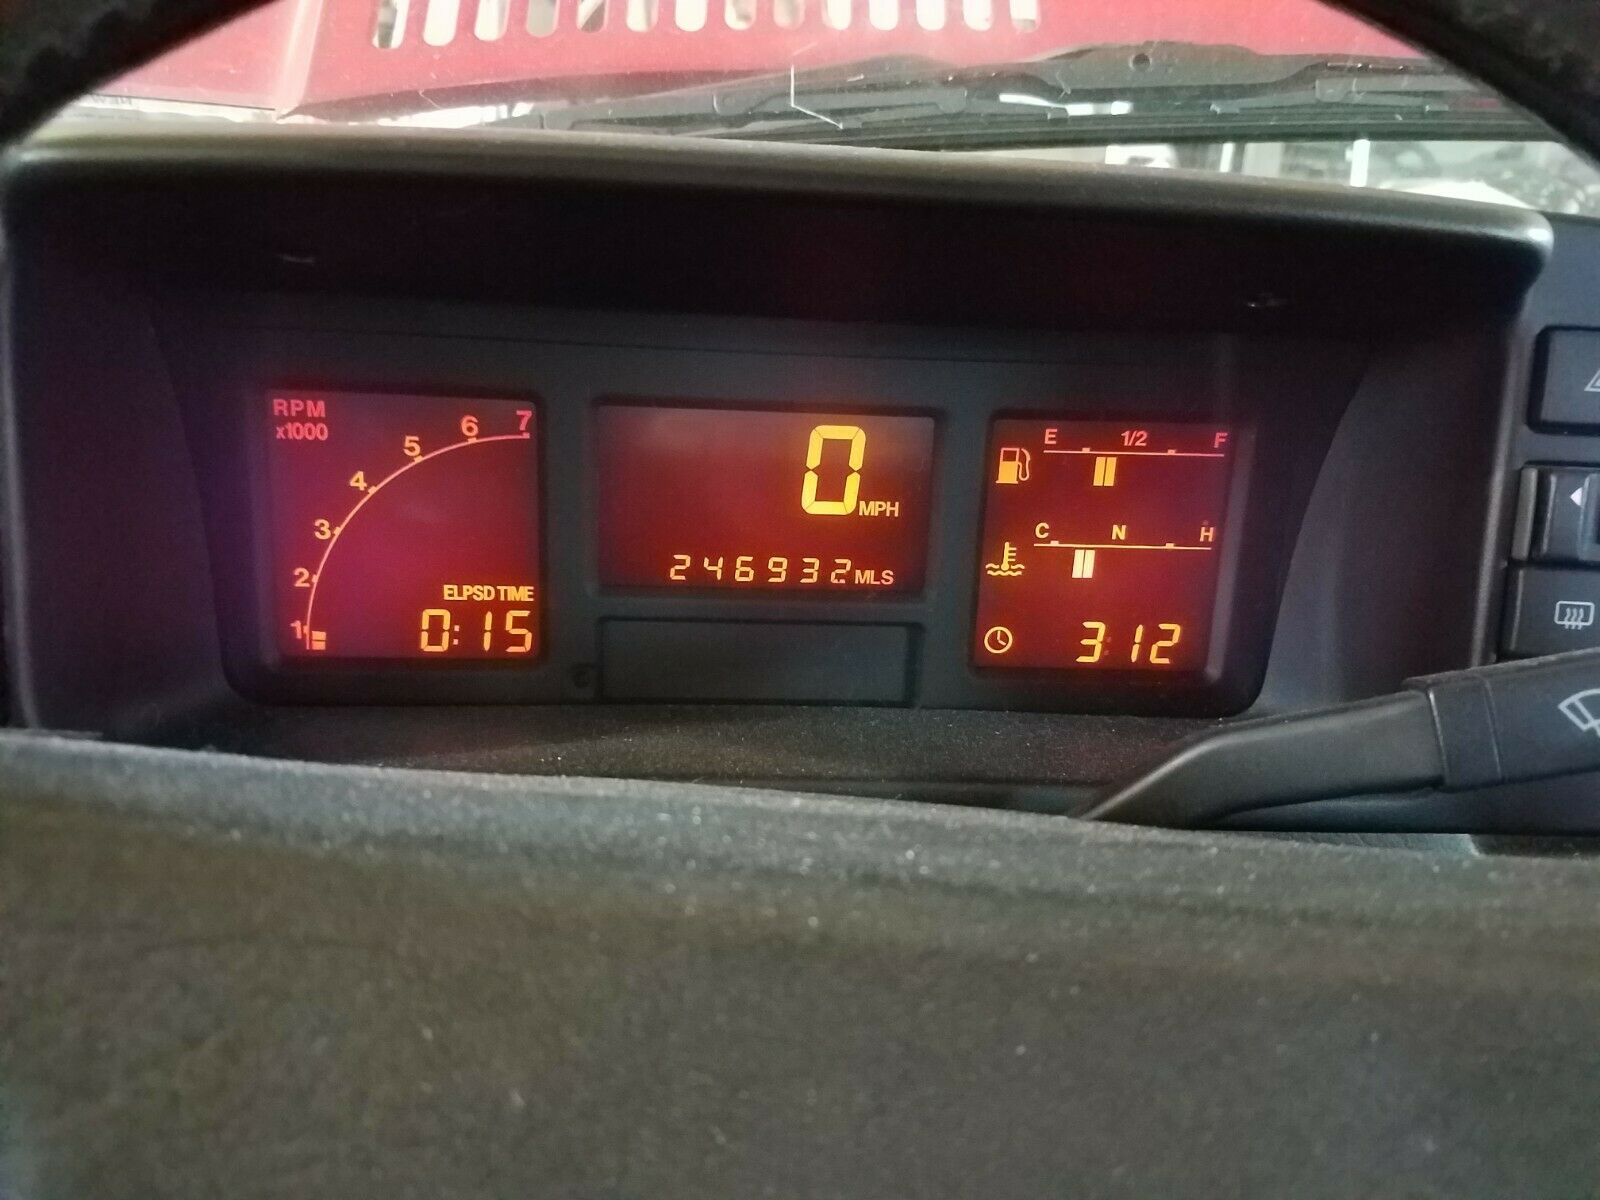 RPM
x1000
7
6
5
4
3
2
1
ELPSD TIME
0:15
0 MPH
246932 MLS
E 1/2 F
C N H
3:12